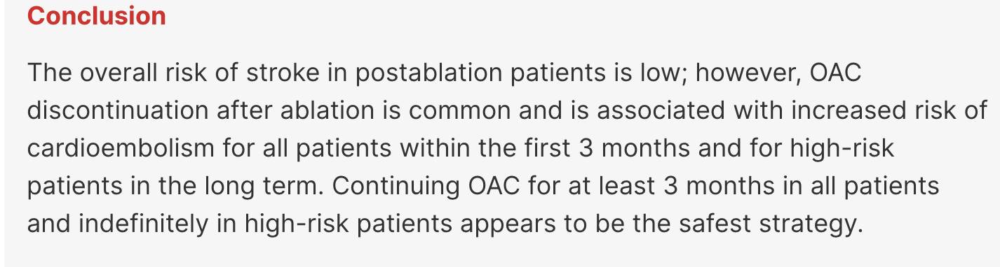 Conclusion
The overall risk of stroke in postablation patients is low; however, OAC
discontinuation after ablation is common and is associated with increased risk of
cardioembolism for all patients within the first 3 months and for high-risk
patients in the long term. Continuing OAC for at least 3 months in all patients
and indefinitely in high-risk patients appears to be the safest strategy.